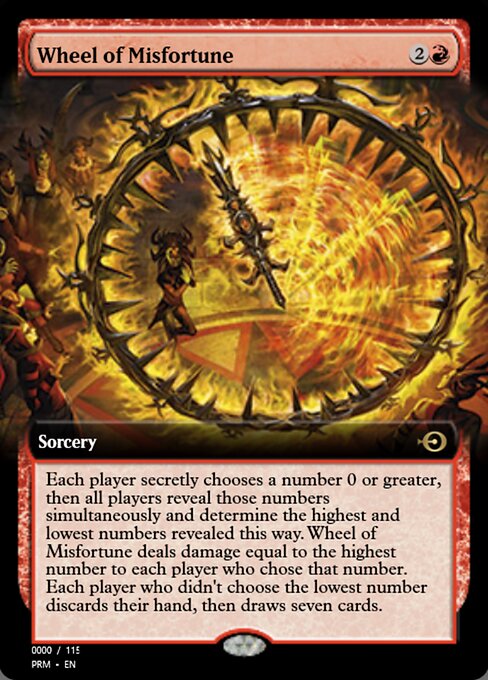 Wheel of Misfortune 2
Sorcery
Each player secretly chooses a number 0 or greater,
then all players reveal those numbers
simultaneously and determine the highest and
lowest numbers revealed this way. Wheel of
Misfortune deals damage equal to the highest
number to each player who chose that number.
Each player who didn't choose the lowest number
discards their hand, then draws seven cards.
0000 / 115
PRM • EN